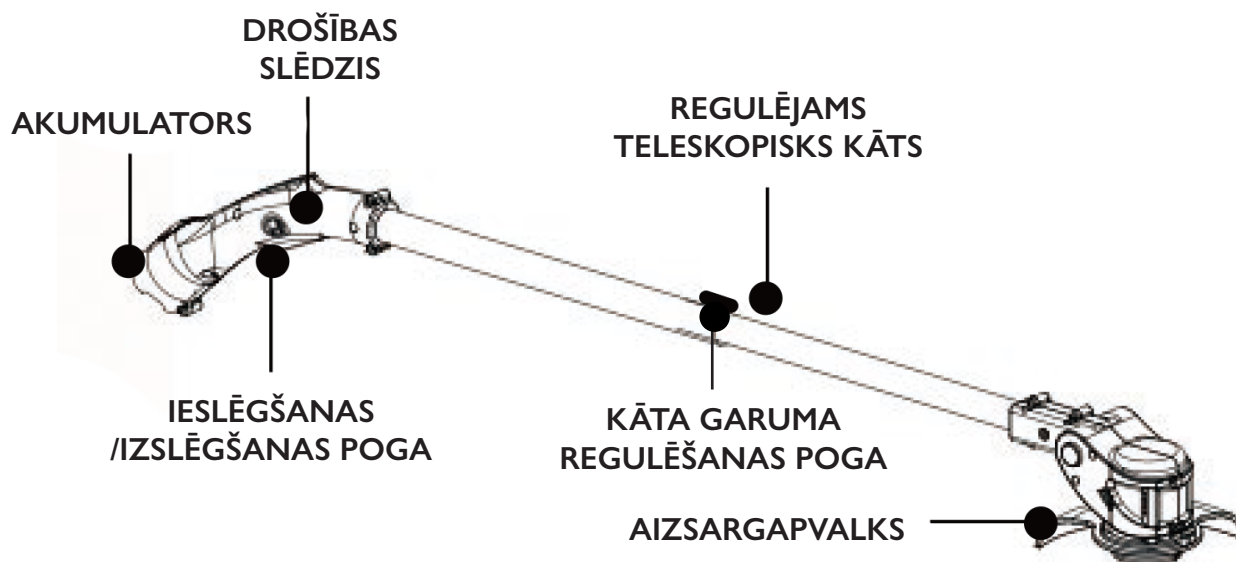 DROŠĪBAS
SLĒDZIS
AKUMULATORS
REGULĒJAMS
TELESKOPISKS KĀTS
IESLĒGŠANAS
/IZSLĒGŠANAS POGA
KĀTA GARUMA
REGULĒŠANAS POGA
AIZSARGAPVALKS